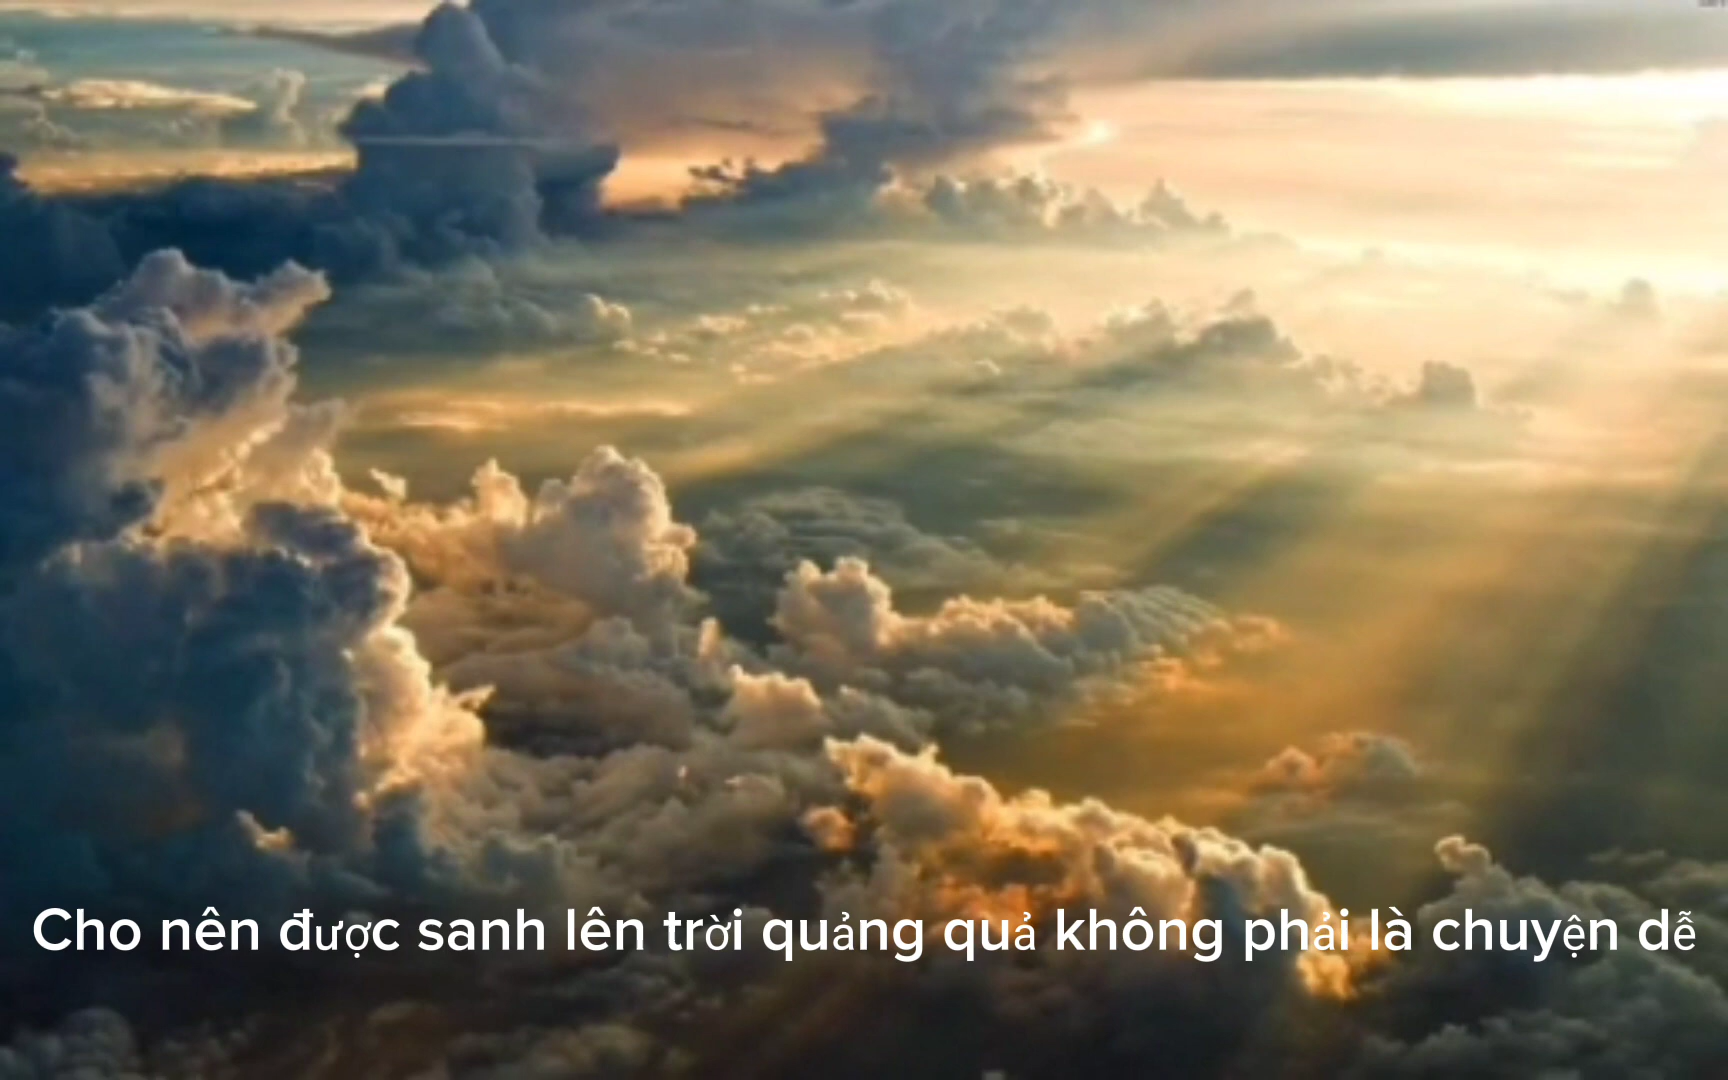 Cho nên được sanh lên trời quảng quả không phải là chuyện dễ